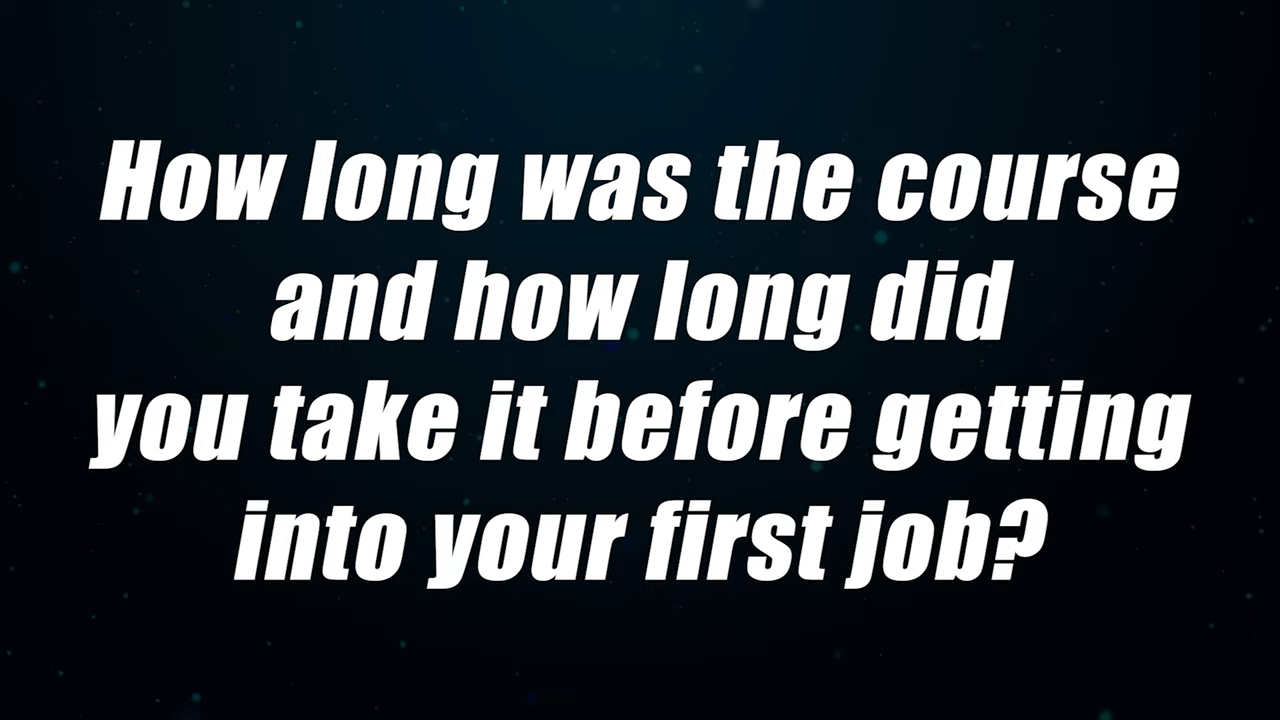 How long was the course
and how long did
you take it before getting
into your first job?